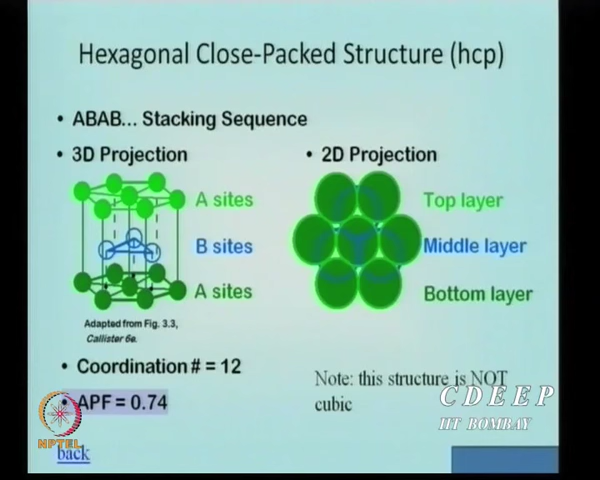 Hexagonal Close-Packed Structure (hcp)
• ABAB... Stacking Sequence
• 3D Projection
• 2D Projection
A sites
Top layer
B sites
Middle layer
A sites
Bottom layer
Adapted from Fig. 3.3,
Callister 6e.
• Coordination # = 12
Note: this structure is NOT
cubic
• APF = 0.74
CDEEP
IIT BOMBAY
NPTEL
back